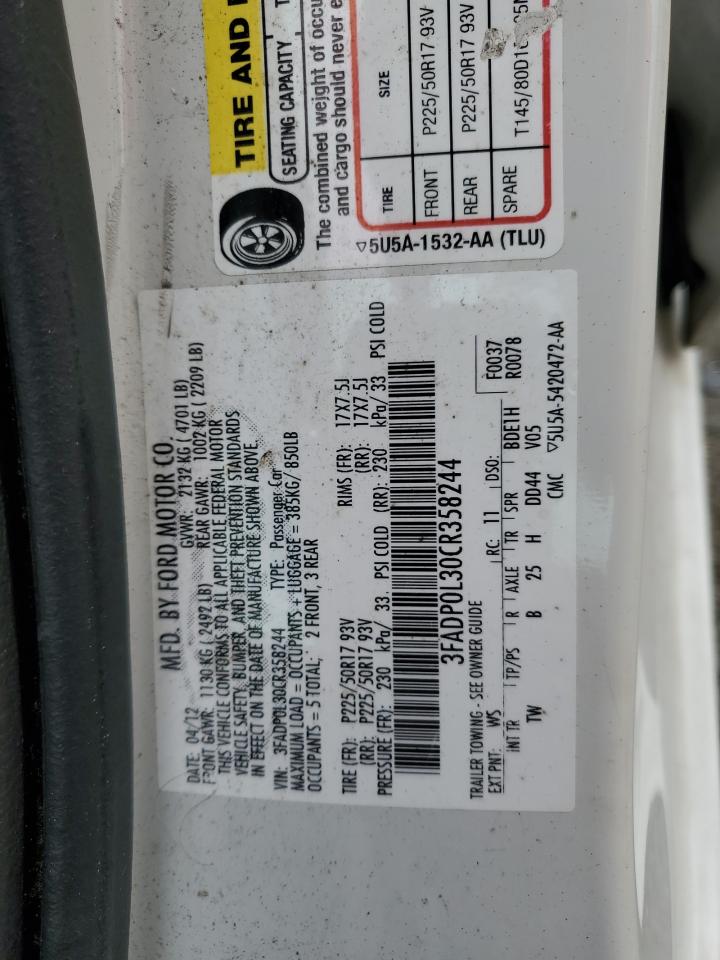 TIRE AND
SEATING CAPACITY
The combined weight of occu
and cargo should never e
TIRE SIZE
FRONT P225/50R17 93V
REAR P225/50R17 93V
SPARE T145/80D16
5U5A-1532-AA (TLU)
MFD. BY FORD MOTOR CO.
DATE: 04/12 GVWR: 2132 KG ( 4701 LB)
FRONT GAWR: 1130 KG ( 2492 LB) REAR GAWR: 1002 KG ( 2209 LB)
THIS VEHICLE CONFORMS TO ALL APPLICABLE FEDERAL MOTOR
VEHICLE SAFETY, BUMPER, AND THEFT PREVENTION STANDARDS
IN EFFECT ON THE DATE OF MANUFACTURE SHOWN ABOVE.
VIN: 3FADP0L30CR358244 TYPE: Passenger Car
MAXIMUM LOAD = OCCUPANTS + LUGGAGE = 385KG/ 850LB
OCCUPANTS = 5 TOTAL; 2 FRONT, 3 REAR
TIRE (FR): P225/50R17 93V RIMS (FR): 17X7.5J
(RR): P225/50R17 93V (RR): 17X7.5J
PRESSURE (FR): 230 kPa/ 33 PSI COLD (RR): 230 kPa/ 33 PSI COLD
3FADP0L30CR358244
TRAILER TOWING - SEE OWNER GUIDE
EXT PNT: WS RC: 11 DSO: F0037
INT TR TP/PS R AXLE TR SPR BDE1H R0078
TW B 25 H DD44 V05
CMC 5U5A-5420472-AA